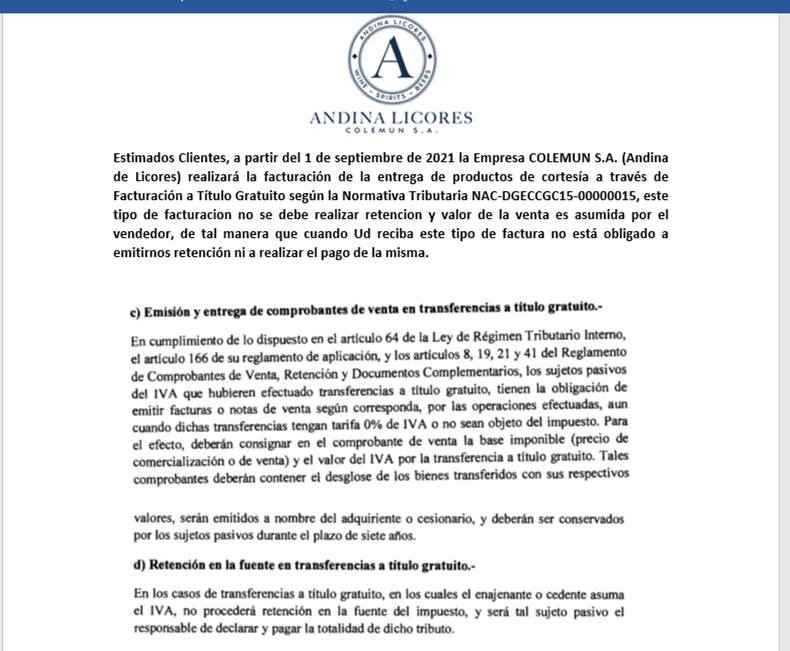 ANDINA LICORES
WINE - SPIRITS - BEERS
A
ANDINA LICORES
COLEMUN S.A.
Estimados Clientes, a partir del 1 de septiembre de 2021 la Empresa COLEMUN S.A. (Andina
de Licores) realizará la facturación de la entrega de productos de cortesía a través de
Facturación a Título Gratuito según la Normativa Tributaria NAC-DGECCGC15-00000015, este
tipo de facturacion no se debe realizar retencion y valor de la venta es asumida por el
vendedor, de tal manera que cuando Ud reciba este tipo de factura no está obligado a
emitirnos retención ni a realizar el pago de la misma.
c) Emisión y entrega de comprobantes de venta en transferencias a título gratuito.-
En cumplimiento de lo dispuesto en el artículo 64 de la Ley de Régimen Tributario Interno,
el artículo 166 de su reglamento de aplicación, y los artículos 8, 19, 21 y 41 del Reglamento
de Comprobantes de Venta, Retención y Documentos Complementarios, los sujetos pasivos
del IVA que hubieren efectuado transferencias a título gratuito, tienen la obligación de
emitir facturas o notas de venta según corresponda, por las operaciones efectuadas, aun
cuando dichas transferencias tengan tarifa 0% de IVA o no sean objeto del impuesto. Para
el efecto, deberán consignar en el comprobante de venta la base imponible (precio de
comercialización o de venta) y el valor del IVA por la transferencia a título gratuito. Tales
comprobantes deberán contener el desglose de los bienes transferidos con sus respectivos
valores, serán emitidos a nombre del adquiriente o cesionario, y deberán ser conservados
por los sujetos pasivos durante el plazo de siete años.
d) Retención en la fuente en transferencias a título gratuito.-
En los casos de transferencias a título gratuito, en los cuales el enajenante o cedente asuma
el IVA, no procederá retención en la fuente del impuesto, y será tal sujeto pasivo el
responsable de declarar y pagar la totalidad de dicho tributo.